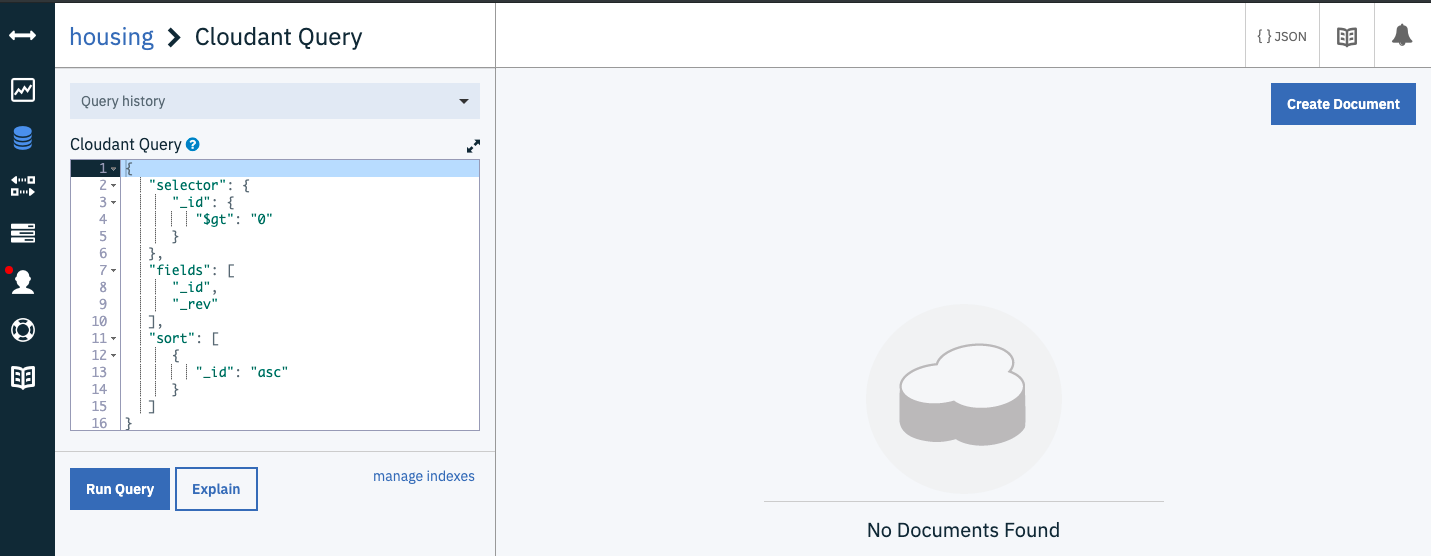 housing > Cloudant Query
{ } JSON
Query history
Create Document
Cloudant Query ?
1 {
2 "selector": {
3 "_id": {
4 "$gt": "0"
5 }
6 },
7 "fields": [
8 "_id",
9 "_rev"
10 ],
11 "sort": [
12 {
13 "_id": "asc"
14 }
15 ]
16 }
Run Query
Explain
manage indexes
No Documents Found